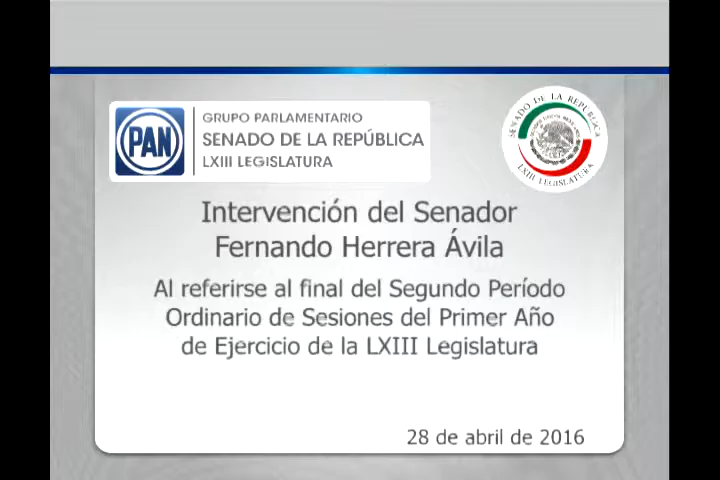 PAN
GRUPO PARLAMENTARIO
SENADO DE LA REPÚBLICA
LXIII LEGISLATURA
SENADO DE LA REPÚBLICA
LXIII LEGISLATURA
Intervención del Senador
Fernando Herrera Ávila
Al referirse al final del Segundo Período
Ordinario de Sesiones del Primer Año
de Ejercicio de la LXIII Legislatura
28 de abril de 2016